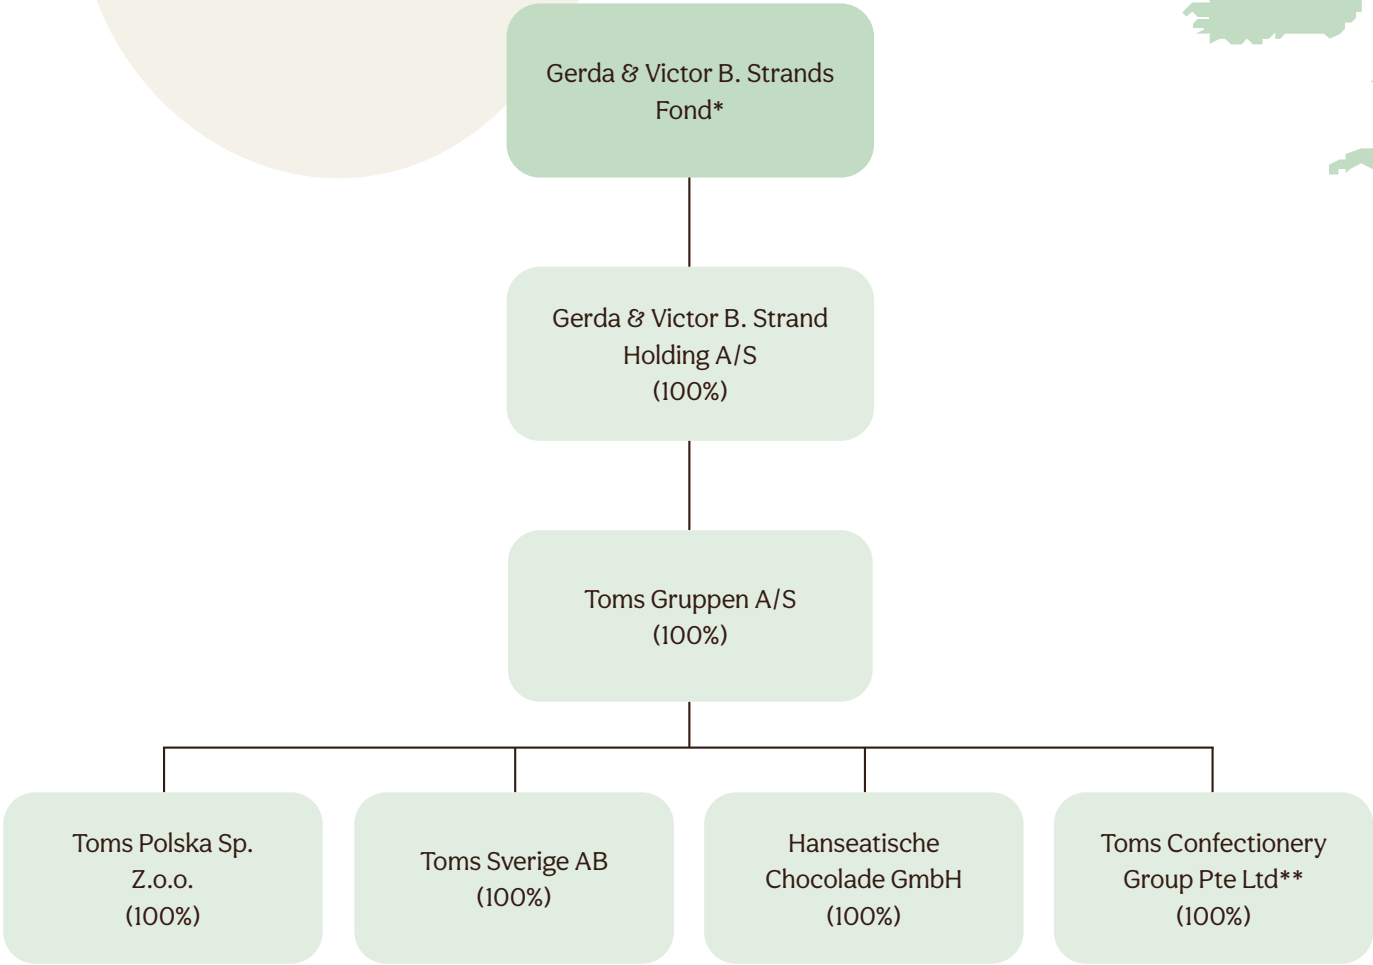 Gerda & Victor B. Strands
Fond*
Gerda & Victor B. Strand
Holding A/S
(100%)
Toms Gruppen A/S
(100%)
Toms Polska Sp.
Z.o.o.
(100%)
Toms Sverige AB
(100%)
Hanseatische
Chocolade GmbH
(100%)
Toms Confectionery
Group Pte Ltd**
(100%)